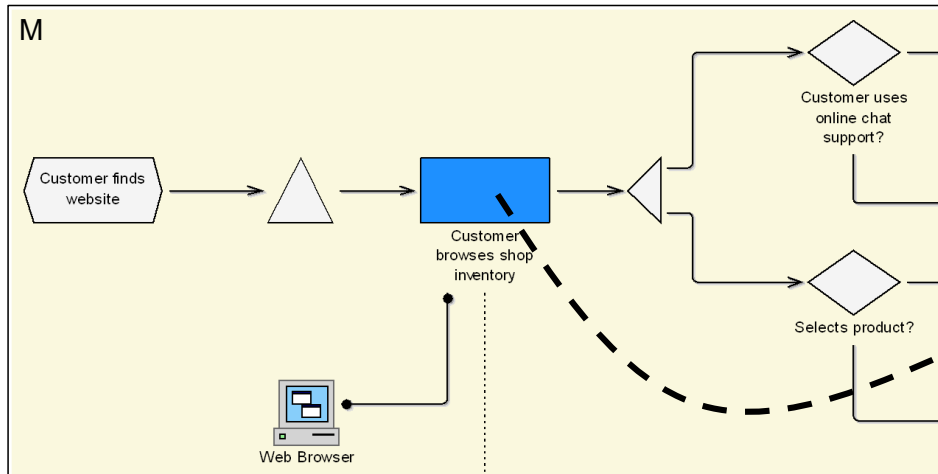 M
Customer finds
website
Customer
browses shop
inventory
Customer uses
online chat
support?
Selects product?
Web Browser